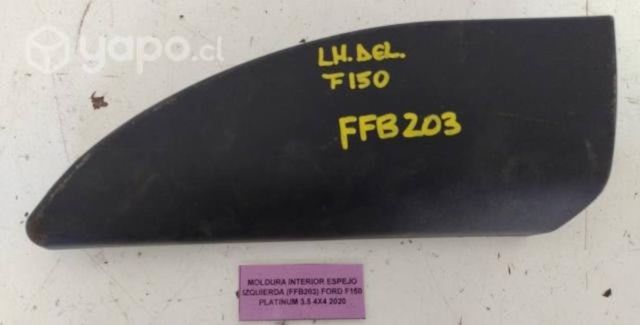 yapo.cl
LH. DEL.
F150
FFB203
MOLDURA INTERIOR ESPEJO
IZQUIERDA (FFB203) FORD F150
PLATINUM 3.5 4X4 2020